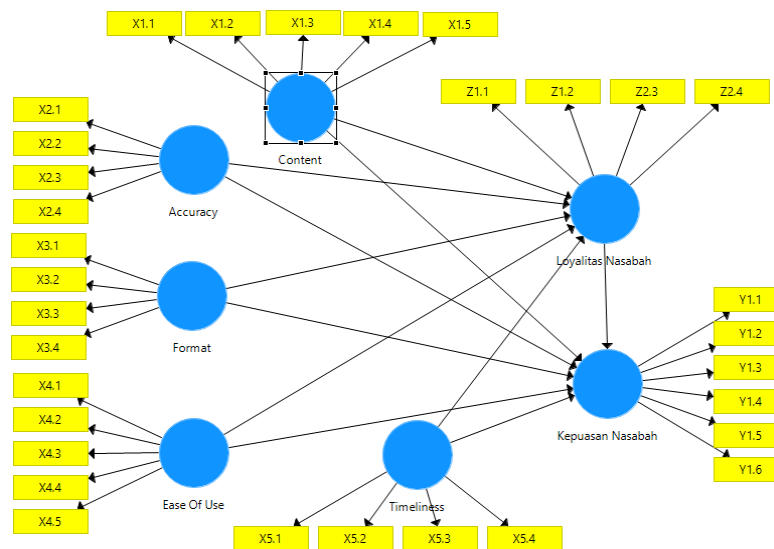 X1.1
X1.2
X1.3
X1.4
X1.5
Z1.1
Z1.2
Z2.3
Z2.4
X2.1
X2.2
X2.3
X2.4
Content
Accuracy
X3.1
X3.2
X3.3
X3.4
Format
Loyalitas Nasabah
Y1.1
Y1.2
Y1.3
Y1.4
Y1.5
Y1.6
Kepuasan Nasabah
X4.1
X4.2
X4.3
X4.4
X4.5
Ease Of Use
Timeliness
X5.1
X5.2
X5.3
X5.4